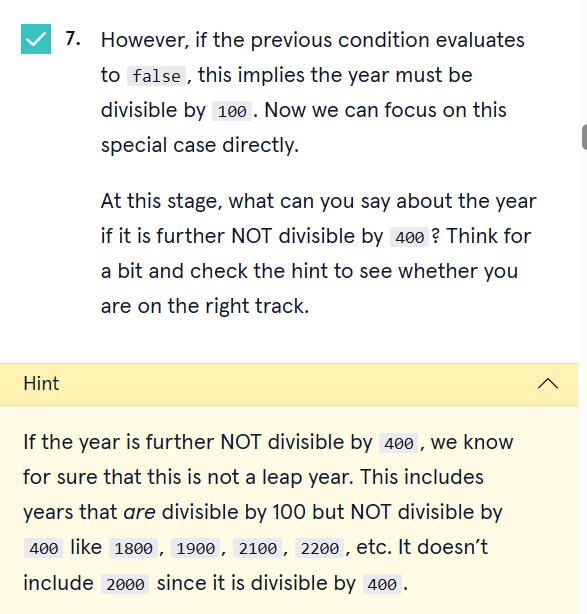 7. However, if the previous condition evaluates
to false, this implies the year must be
divisible by 100. Now we can focus on this
special case directly.
At this stage, what can you say about the year
if it is further NOT divisible by 400? Think for
a bit and check the hint to see whether you
are on the right track.
Hint
If the year is further NOT divisible by 400, we know
for sure that this is not a leap year. This includes
years that are divisible by 100 but NOT divisible by
400 like 1800, 1900, 2100, 2200, etc. It doesn't
include 2000 since it is divisible by 400.